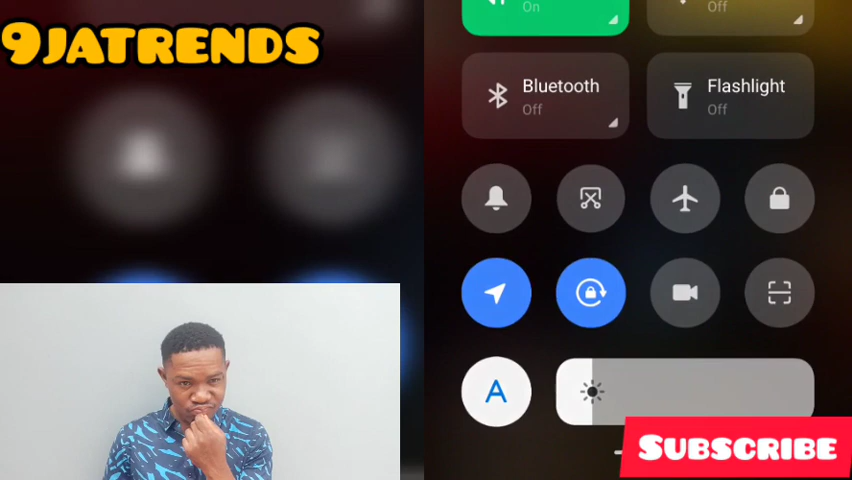 9JATRENDS
On
Off
Bluetooth
Off
Flashlight
Off
A
SUBSCRIBE